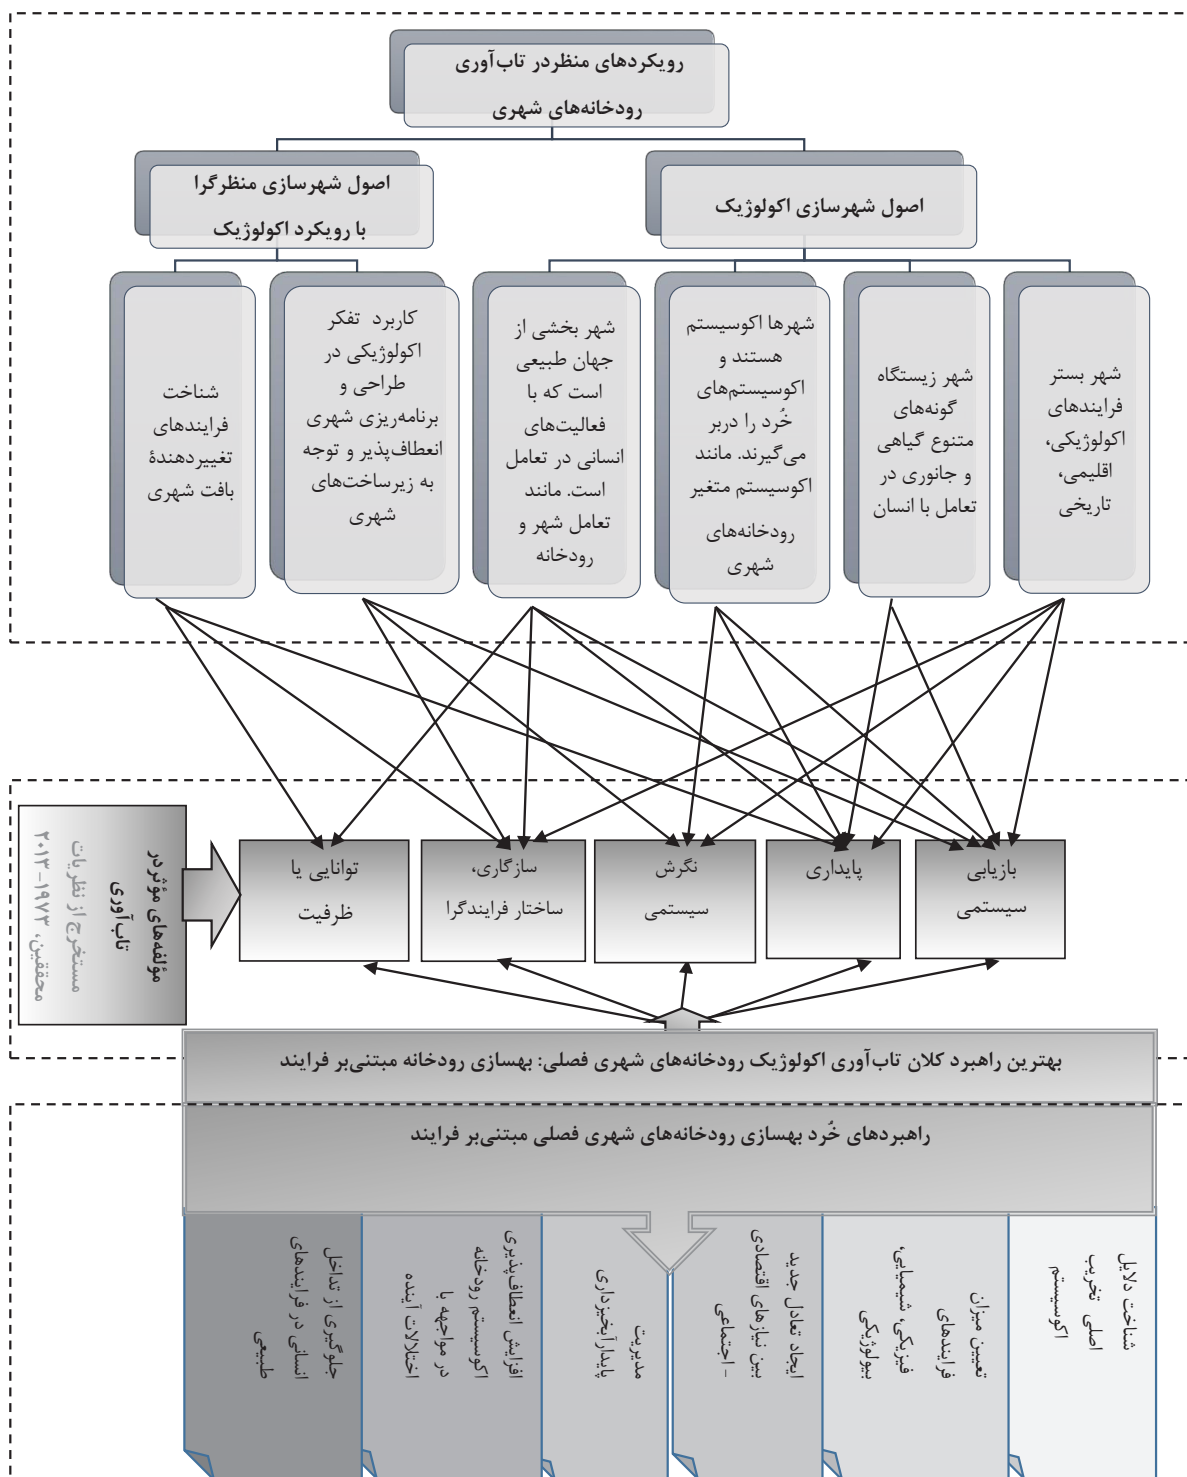 رویکردهای منظردر تاب‌آوری
رودخانه‌های شهری
اصول شهرسازی اکولوژیک
اصول شهرسازی منظرگرا
با رویکرد اکولوژیک
شهر بستر
فرایندهای
اکولوژیکی،
اقلیمی،
تاریخی
شهر زیستگاه
گونه‌های
متنوع گیاهی
و جانوری در
تعامل با انسان
شهرها اکوسیستم
هستند و
اکوسیستم‌های
خُرد را دربر
می‌گیرند. مانند
اکوسیستم متغیر
رودخانه‌های
شهری
شهر بخشی از
جهان طبیعی
است که با
فعالیت‌های
انسانی در تعامل
است. مانند
تعامل شهر و
رودخانه
کاربرد تفکر
اکولوژیکی در
طراحی و
برنامه‌ریزی شهری
انعطاف‌پذیر و توجه
به زیرساخت‌های
شهری
شناخت
فرایندهای
تغییردهندهٔ
بافت شهری
بازیابی
سیستمی
پایداری
نگرش
سیستمی
سازگاری،
ساختار فرایندگرا
توانایی یا
ظرفیت
مؤلفه‌های مؤثردر
تاب‌آوری
مستخرج از نظریات
محققین، ۱۹۷۳-۲۰۱۳
بهترین راهبرد کلان تاب‌آوری اکولوژیک رودخانه‌های شهری فصلی: بهسازی رودخانه مبتنی‌بر فرایند
راهبردهای خُرد بهسازی رودخانه‌های شهری فصلی مبتنی‌بر فرایند
شناخت دلایل
اصلی تخریب
اکوسیستم
تعیین میزان
فرایندهای
فیزیکی، شیمیایی،
بیولوژیکی
ایجاد تعادل جدید
بین نیازهای اقتصادی
- اجتماعی
مدیریت
پایدارآبخیزداری
افزایش انعطاف‌پذیری
اکوسیستم رودخانه
در مواجهه با
اختلالات آینده
جلوگیری از تداخل
انسانی در فرایندهای
طبیعی